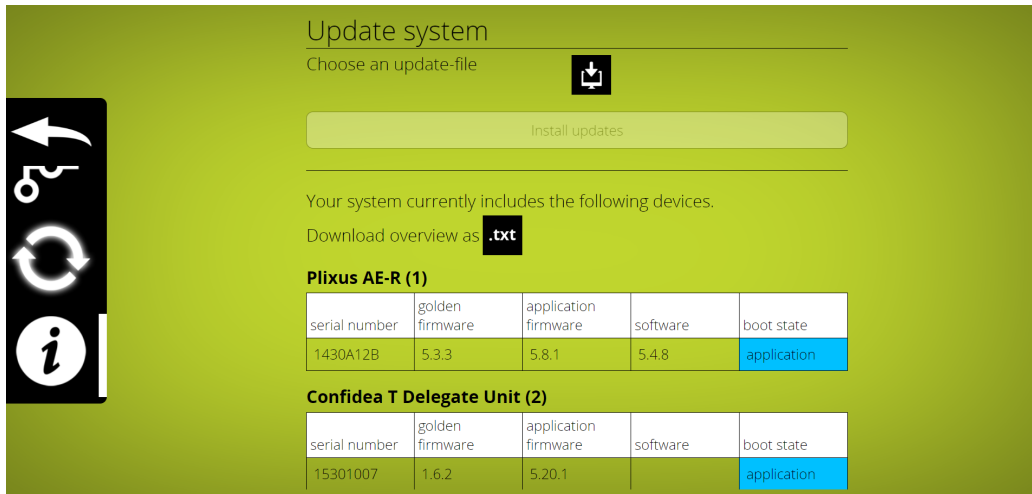 Update system
Choose an update-file
Install updates
Your system currently includes the following devices.
Download overview as .txt
Plixus AE-R (1)
serial number golden firmware application firmware software boot state
1430A12B 5.3.3 5.8.1 5.4.8 application
Confidea T Delegate Unit (2)
serial number golden firmware application firmware software boot state
15301007 1.6.2 5.20.1 application
i